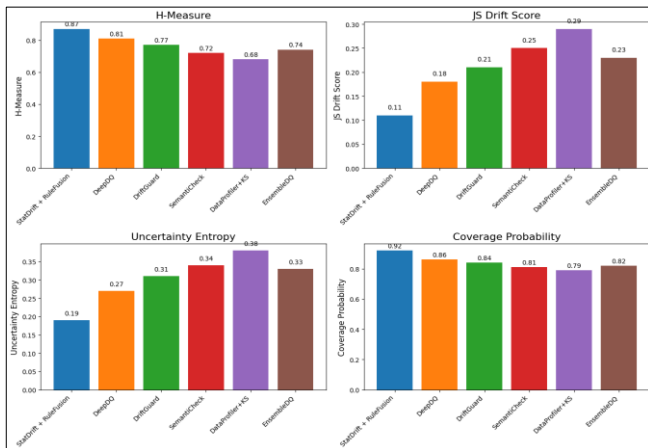 H-Measure
H-Measure
0.8
0.6
0.4
0.2
0.0
0.87
0.81
0.77
0.72
0.68
0.74
StatDrift + RuleFusion
DeepDQ
DriftGuard
SemantiCheck
DataProfiler+KS
EnsembleDQ
JS Drift Score
JS Drift Score
0.30
0.25
0.20
0.15
0.10
0.05
0.00
0.11
0.18
0.21
0.25
0.29
0.23
StatDrift + RuleFusion
DeepDQ
DriftGuard
SemantiCheck
DataProfiler+KS
EnsembleDQ
Uncertainty Entropy
Uncertainty Entropy
0.35
0.30
0.25
0.20
0.15
0.10
0.05
0.00
0.19
0.27
0.31
0.34
0.38
0.33
StatDrift + RuleFusion
DeepDQ
DriftGuard
SemantiCheck
DataProfiler+KS
EnsembleDQ
Coverage Probability
Coverage Probability
0.8
0.6
0.4
0.2
0.0
0.92
0.86
0.84
0.81
0.79
0.82
StatDrift + RuleFusion
DeepDQ
DriftGuard
SemantiCheck
DataProfiler+KS
EnsembleDQ